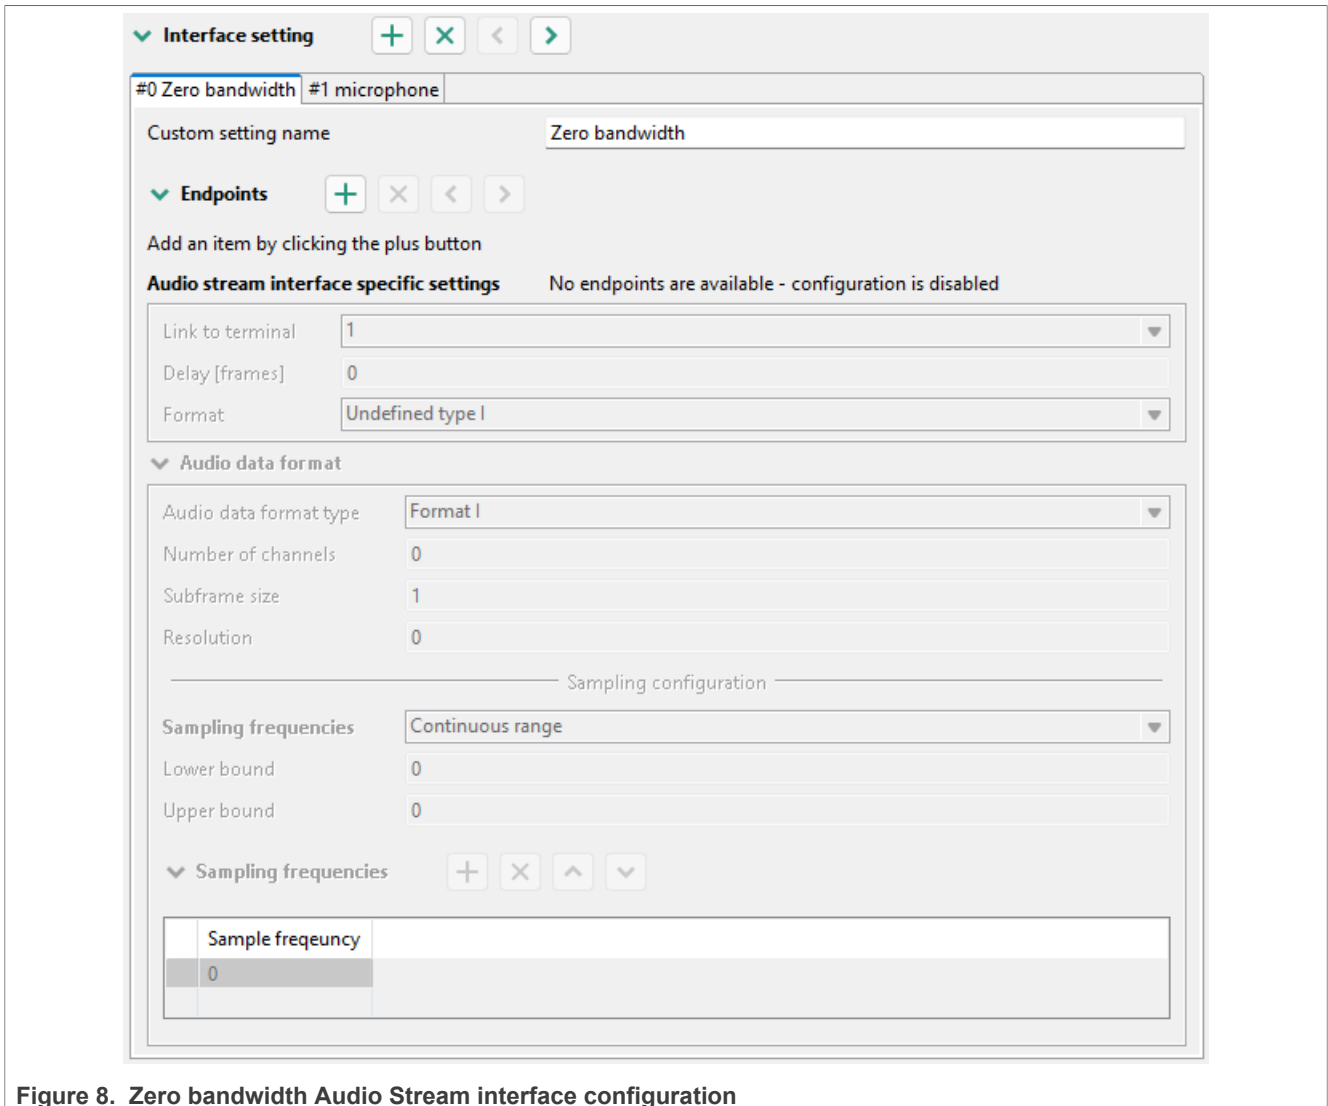 Interface setting
#0 Zero bandwidth #1 microphone
Custom setting name Zero bandwidth
Endpoints
Add an item by clicking the plus button
Audio stream interface specific settings No endpoints are available - configuration is disabled
Link to terminal 1
Delay [frames] 0
Format Undefined type I
Audio data format
Audio data format type Format I
Number of channels 0
Subframe size 1
Resolution 0
Sampling configuration
Sampling frequencies Continuous range
Lower bound 0
Upper bound 0
Sampling frequencies
Sample freqeuncy
0
Figure 8. Zero bandwidth Audio Stream interface configuration